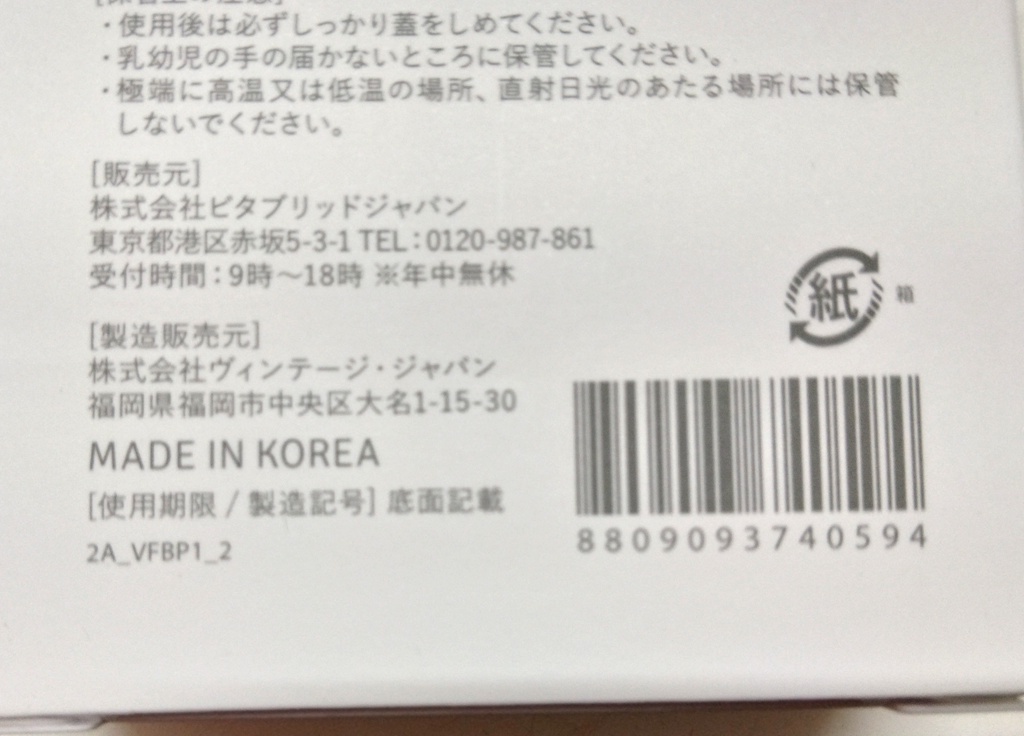 [保管上の注意]
・使用後は必ずしっかり蓋をしめてください。
・乳幼児の手の届かないところに保管してください。
・極端に高温又は低温の場所、直射日光のあたる場所には保管
しないでください。
[販売元]
株式会社ビタブリッドジャパン
東京都港区赤坂5-3-1 TEL：0120-987-861
受付時間：9時～18時 ※年中無休
紙
箱
[製造販売元]
株式会社ヴィンテージ・ジャパン
福岡県福岡市中央区大名1-15-30
MADE IN KOREA
[使用期限 / 製造記号] 底面記載
2A_VFBP1_2
8809093740594